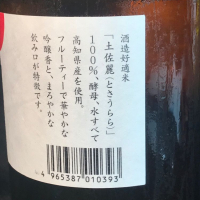 酒造好適米
「土佐麗(とさうらら)」
100%、酵母、水すべて
高知県産を使用。
フルーティーで華やかな
吟醸香と、まろやかな
飲み口が特徴です。
4 965387 010393